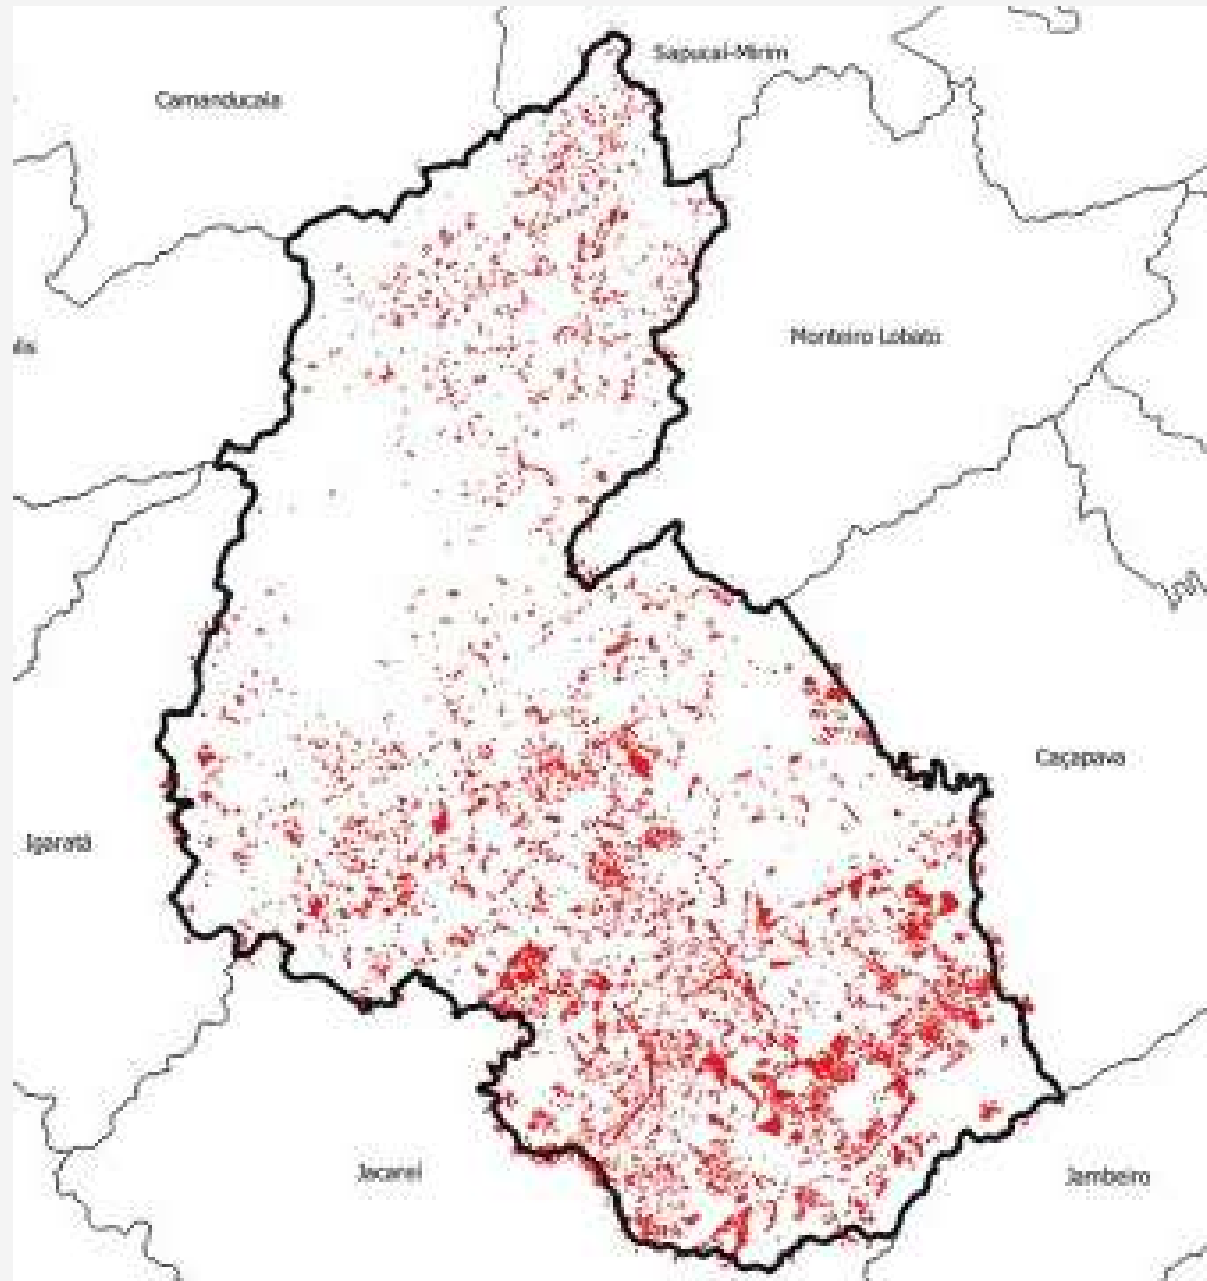 Sapucaí-Mirim
Camanducaia
Monteiro Lobato
Caçapava
Igaratá
Jacareí
Jambeiro